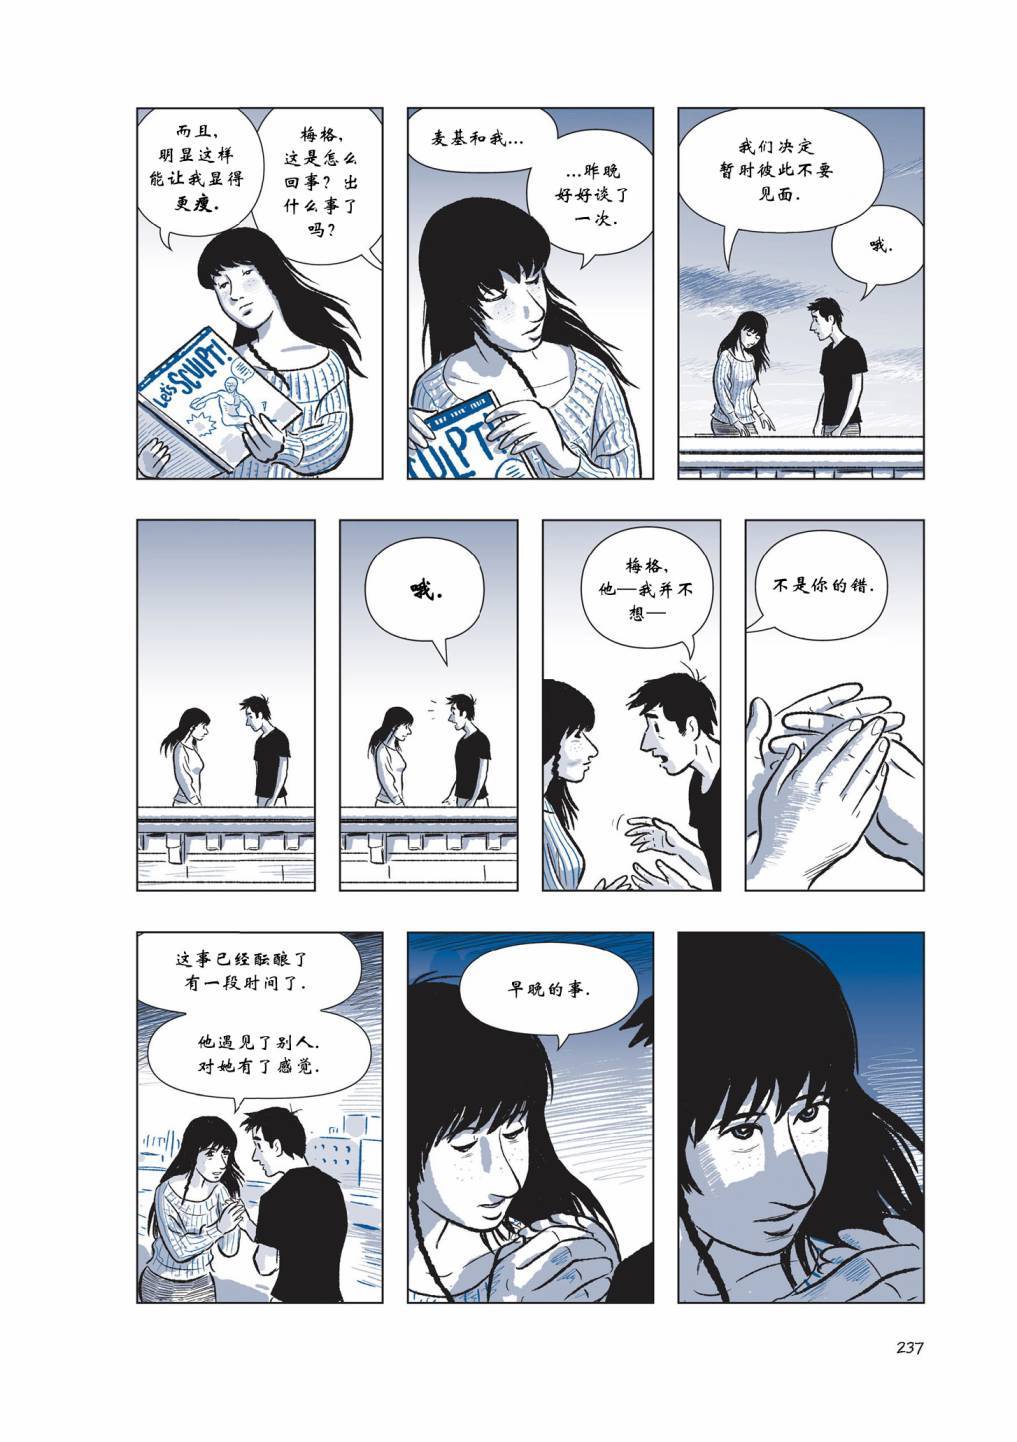 而且,
明显这样
能让我显得
更瘦.
梅格,
这是怎么
回事? 出
什么事了
吗?
Let's SCULPT!
麦基和我…
…昨晚
好好谈了
一次.
SCULPT!
我们决定
暂时彼此不要
见面.
哦.
哦.
梅格,
他—我并不
想—
不是你的错.
这事已经酝酿了
有一段时间了.
他遇见了别人.
对她有了感觉.
早晚的事.
237